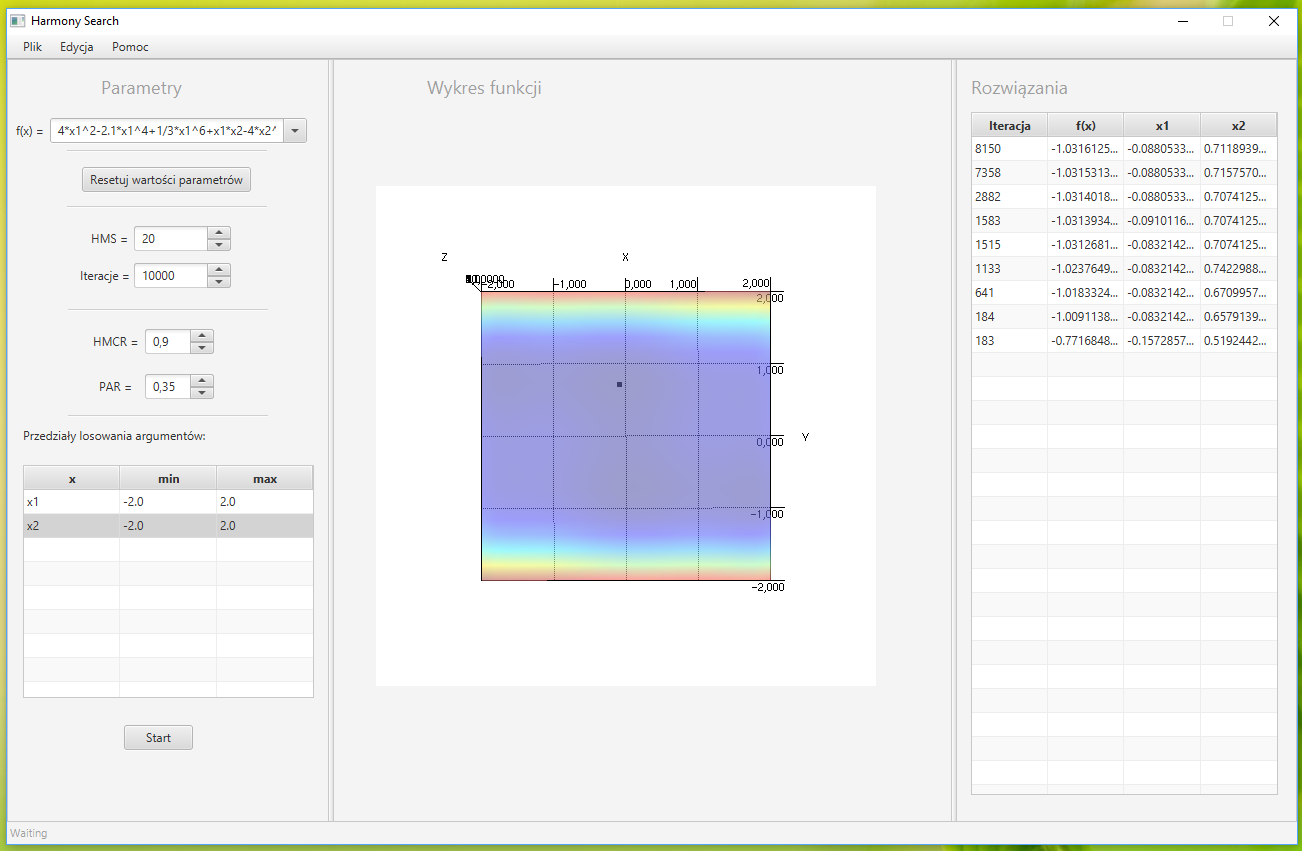 Harmony Search
Plik Edycja Pomoc
Parametry
f(x) = 4*x1^2-2.1*x1^4+1/3*x1^6+x1*x2-4*x2^
Resetuj wartości parametrów
HMS = 20
Iteracje = 10000
HMCR = 0,9
PAR = 0,35
Przedziały losowania argumentów:
x min max
x1 -2.0 2.0
x2 -2.0 2.0
Start
Wykres funkcji
Z X
-2,000 -1,000 0,000 1,000 2,000
2,000
1,000
0,000 Y
-1,000
-2,000
Rozwiązania
Iteracja f(x) x1 x2
8150 -1.0316125... -0.0880533... 0.7118939...
7358 -1.0315313... -0.0880533... 0.7157570...
2882 -1.0314018... -0.0880533... 0.7074125...
1583 -1.0313934... -0.0910116... 0.7074125...
1515 -1.0312681... -0.0832142... 0.7074125...
1133 -1.0237649... -0.0832142... 0.7422988...
641 -1.0183324... -0.0832142... 0.6709957...
184 -1.0091138... -0.0832142... 0.6579139...
183 -0.7716848... -0.1572857... 0.5192442...
Waiting